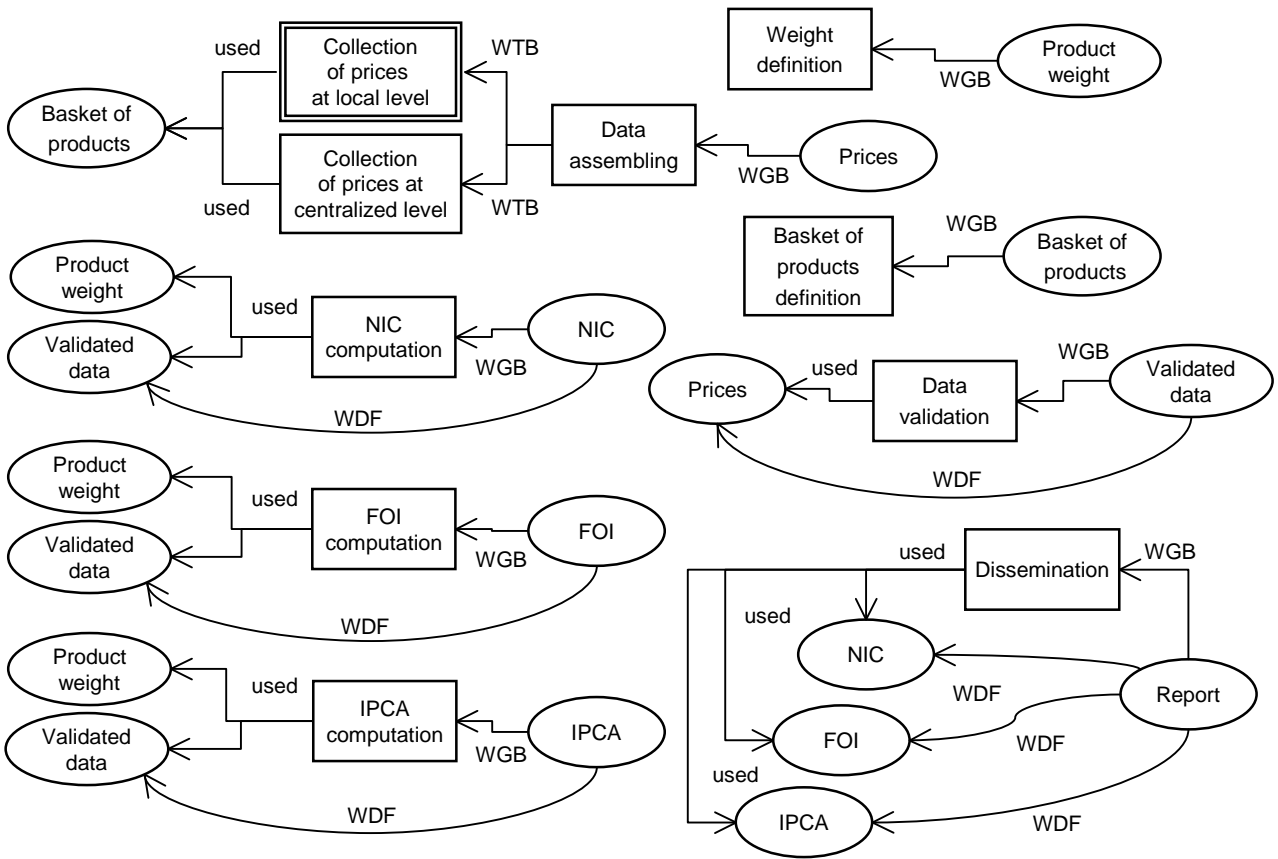 used
Collection
of prices
at local level
WTB
Basket of
products
Collection
of prices at
centralized level
used
WTB
Data
assembling
WGB
Prices
Weight
definition
WGB
Product
weight
Basket of
products
definition
WGB
Basket of
products
Product
weight
Validated
data
used
NIC
computation
WGB
NIC
WDF
Prices
used
Data
validation
WGB
Validated
data
WDF
Product
weight
Validated
data
used
FOI
computation
WGB
FOI
WDF
Product
weight
Validated
data
used
IPCA
computation
WGB
IPCA
WDF
used
Dissemination
WGB
used
NIC
WDF
Report
FOI
WDF
used
IPCA
WDF